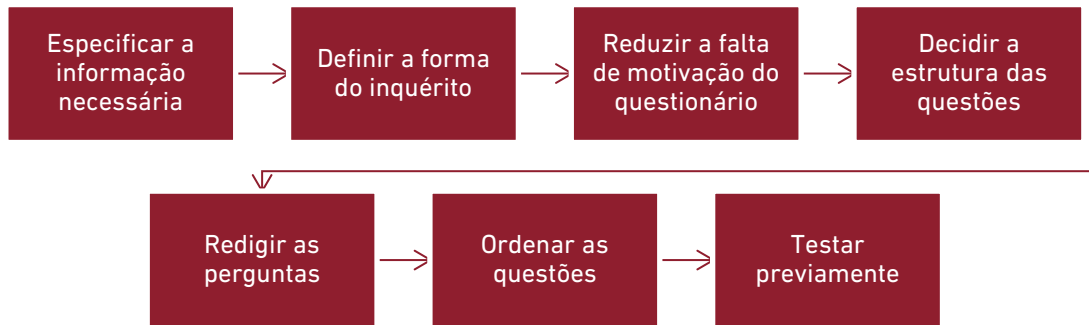 Especificar a
informação
necessária
Definir a forma
do inquérito
Reduzir a falta
de motivação do
questionário
Decidir a
estrutura das
questões
Redigir as
perguntas
Ordenar as
questões
Testar
previamente